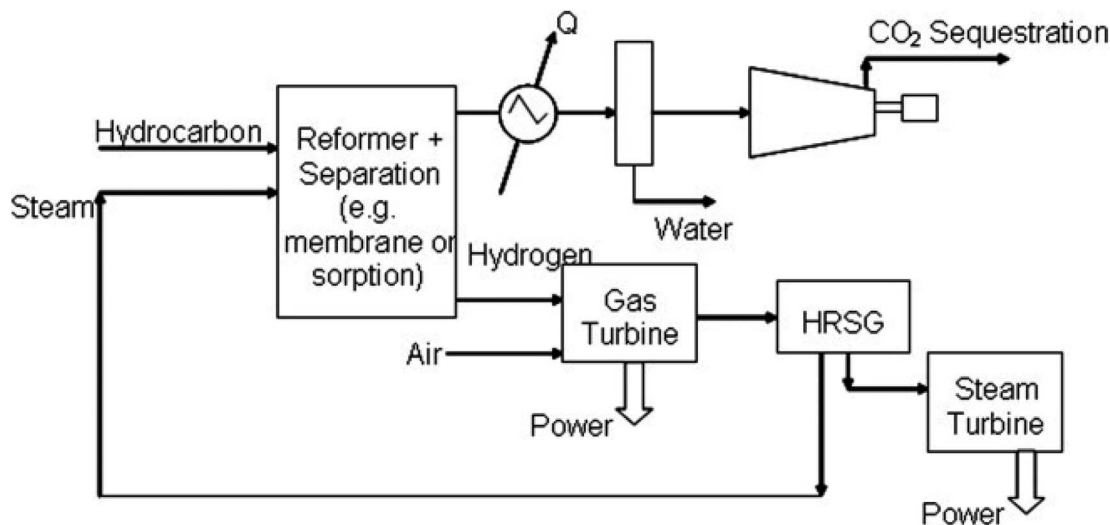 Q
CO₂ Sequestration
Hydrocarbon
Steam
Reformer +
Separation
(e.g.
membrane or
sorption)
Water
Hydrogen
Air
Gas
Turbine
HRSG
Power
Steam
Turbine
Power